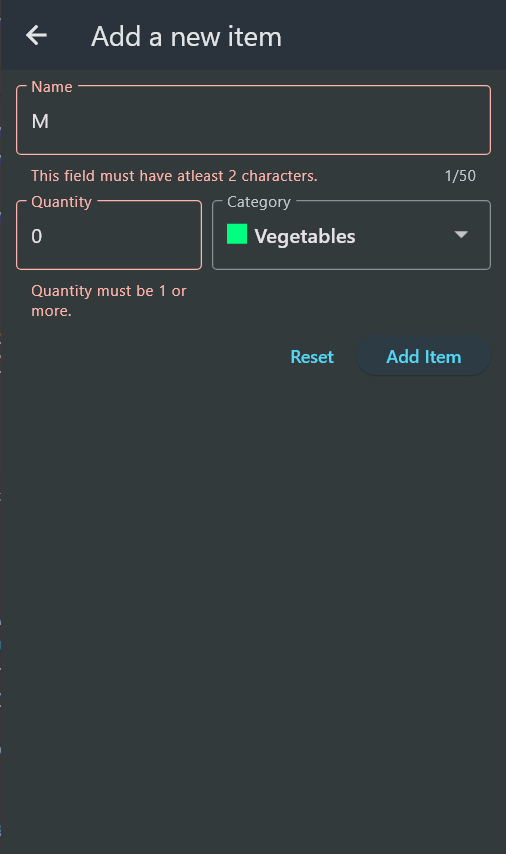 Add a new item
Name
M
This field must have atleast 2 characters.
1/50
Quantity
Category
0
Vegetables
Quantity must be 1 or
more.
Reset
Add Item